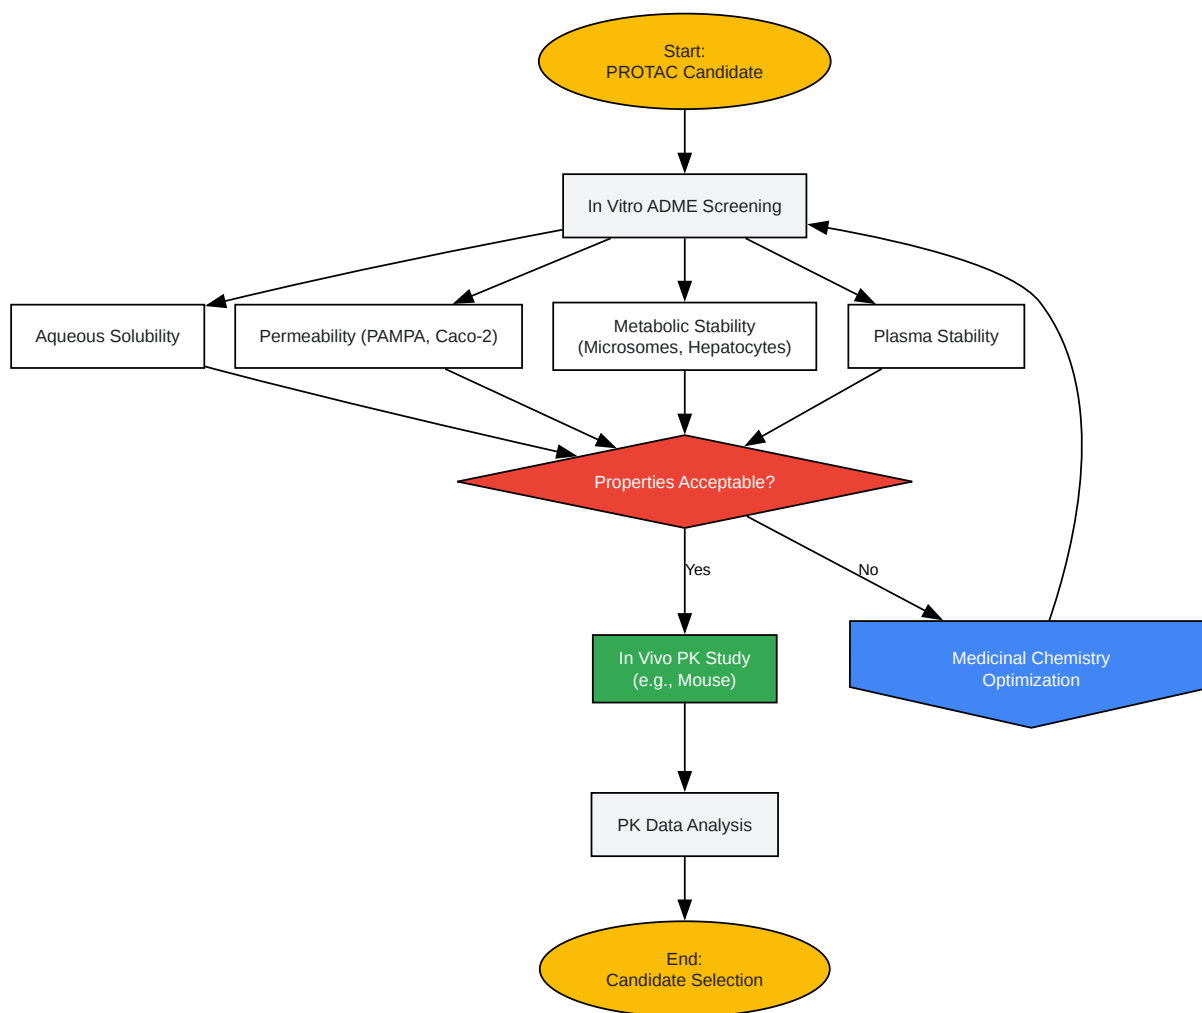 Start:
PROTAC Candidate
In Vitro ADME Screening
Aqueous Solubility
Permeability (PAMPA, Caco-2)
Metabolic Stability
(Microsomes, Hepatocytes)
Plasma Stability
Properties Acceptable?
Yes
No
In Vivo PK Study
(e.g., Mouse)
Medicinal Chemistry
Optimization
PK Data Analysis
End:
Candidate Selection